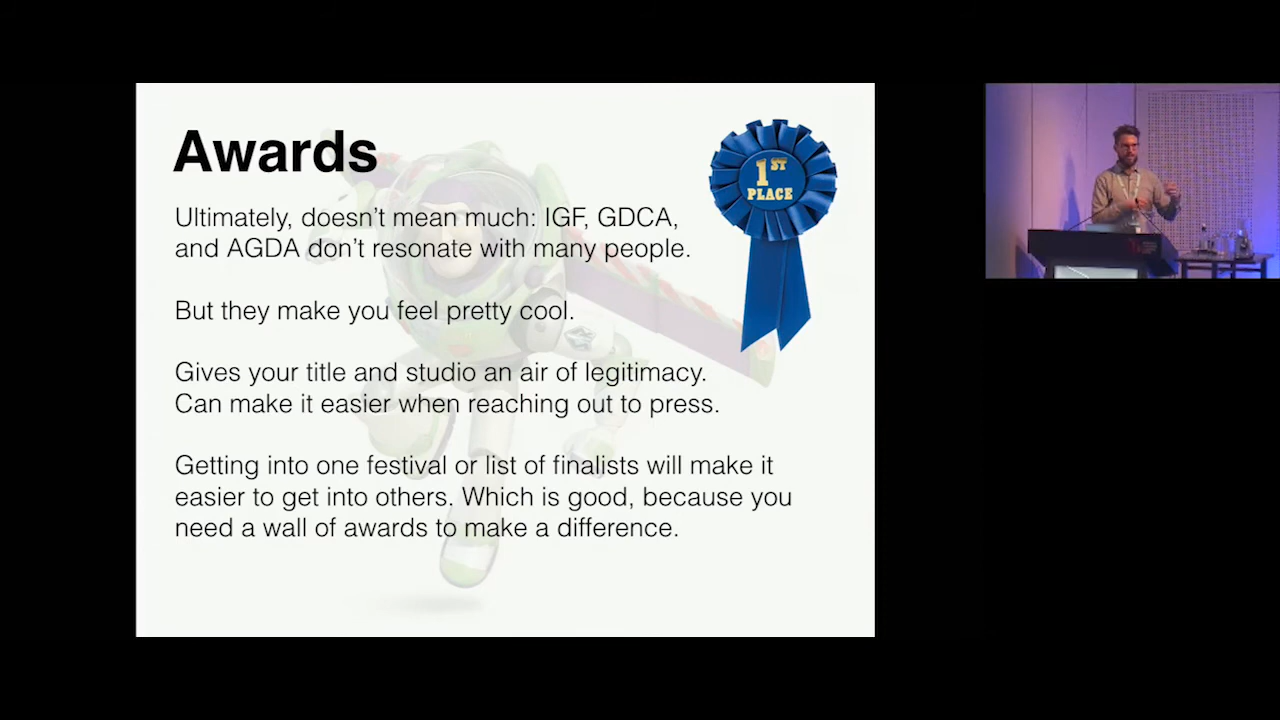 Awards
1ST
PLACE
Ultimately, doesn't mean much: IGF, GDCA,
and AGDA don't resonate with many people.
But they make you feel pretty cool.
Gives your title and studio an air of legitimacy.
Can make it easier when reaching out to press.
Getting into one festival or list of finalists will make it
easier to get into others. Which is good, because you
need a wall of awards to make a difference.